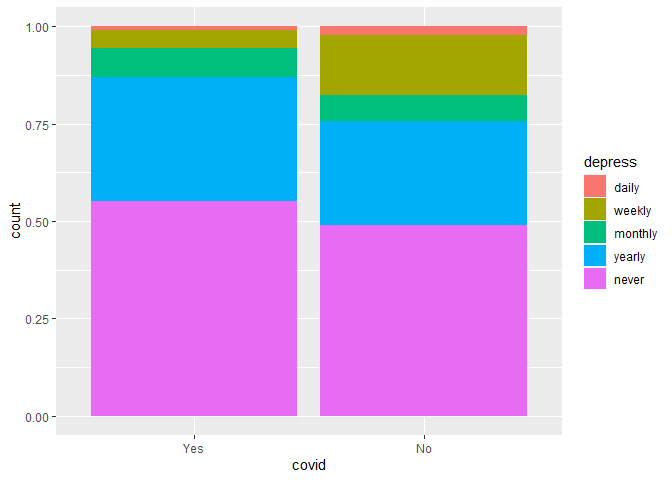 1.00
0.75
0.50
0.25
0.00
count
Yes No
covid
depress
daily
weekly
monthly
yearly
never